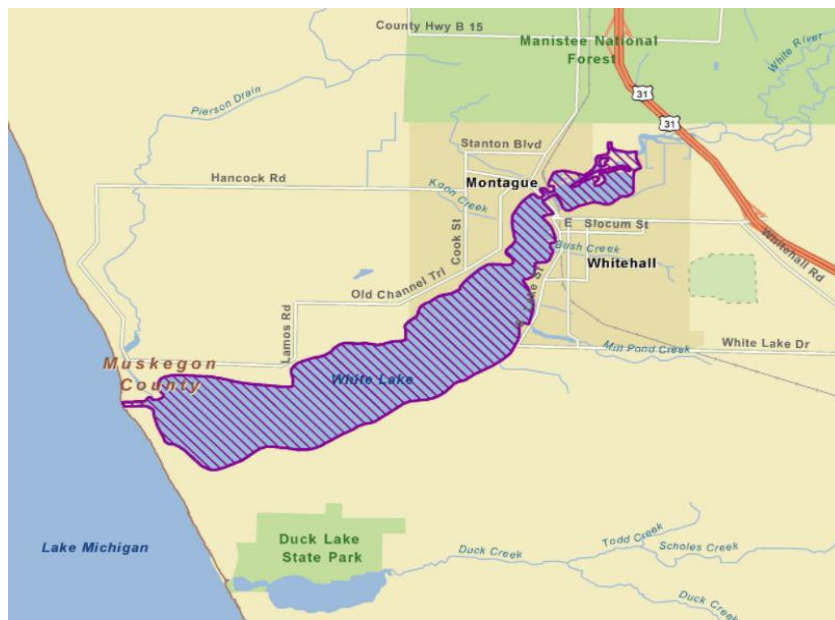 County Hwy B 15
Manistee National
Forest
White River
31
31
Pierson Drain
Stanton Blvd
Hancock Rd
Montague
Koon Creek
Cook St
E Slocum St
Bush Creek
Whitehall
Whitehall Rd
Old Channel Trl
Lamos Rd
St
White Lake Dr
Mill Pond Creek
Muskegon
County
White Lake
Lake Michigan
Duck Lake
State Park
Duck Creek
Todd Creek
Scholes Creek
Duck Creek